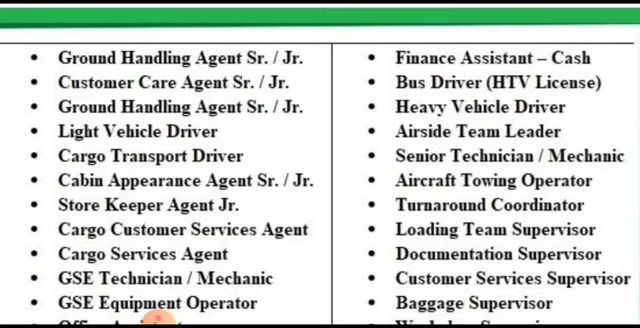 • Ground Handling Agent Sr. / Jr.
• Customer Care Agent Sr. / Jr.
• Ground Handling Agent Sr. / Jr.
• Light Vehicle Driver
• Cargo Transport Driver
• Cabin Appearance Agent Sr. / Jr.
• Store Keeper Agent Jr.
• Cargo Customer Services Agent
• Cargo Services Agent
• GSE Technician / Mechanic
• GSE Equipment Operator
• Finance Assistant – Cash
• Bus Driver (HTV License)
• Heavy Vehicle Driver
• Airside Team Leader
• Senior Technician / Mechanic
• Aircraft Towing Operator
• Turnaround Coordinator
• Loading Team Supervisor
• Documentation Supervisor
• Customer Services Supervisor
• Baggage Supervisor